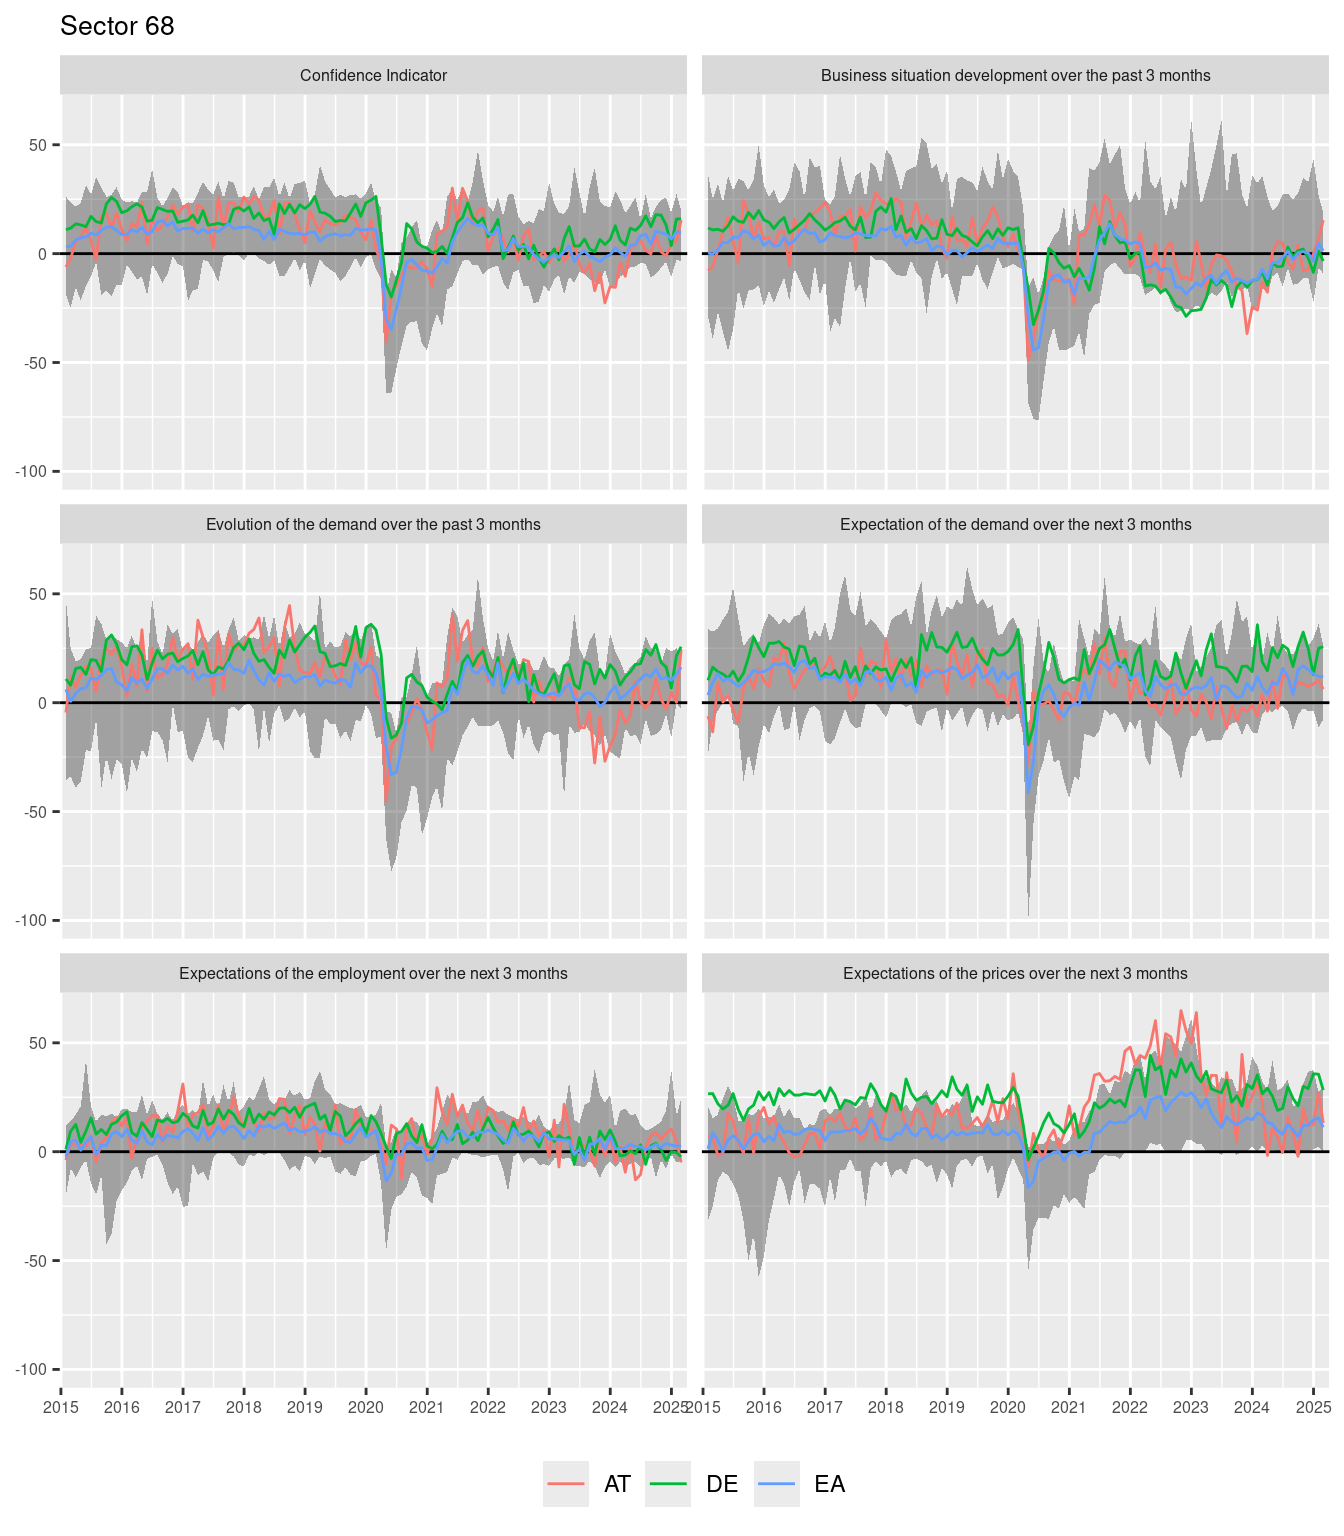 Sector 68
Confidence Indicator
Business situation development over the past 3 months
50
0
-50
-100
Evolution of the demand over the past 3 months
Expectation of the demand over the next 3 months
50
0
-50
-100
Expectations of the employment over the next 3 months
Expectations of the prices over the next 3 months
50
0
-50
-100
2015 2016 2017 2018 2019 2020 2021 2022 2023 2024 2025
2015 2016 2017 2018 2019 2020 2021 2022 2023 2024 2025
AT DE EA